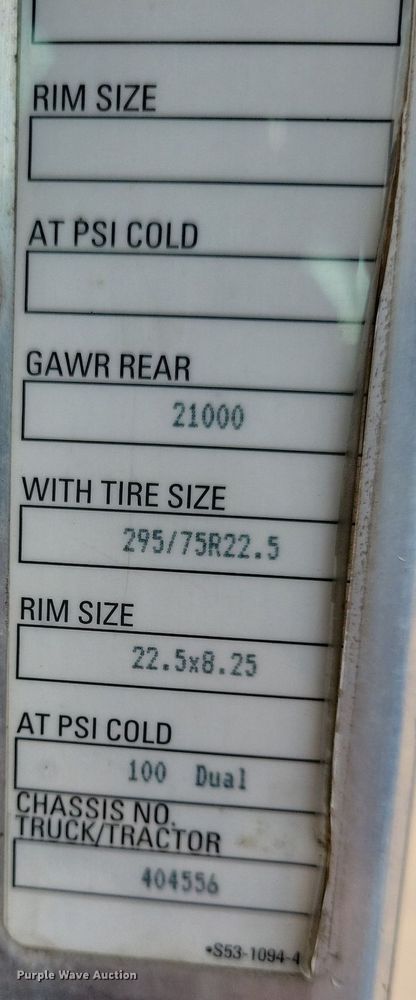 RIM SIZE
AT PSI COLD
GAWR REAR
21000
WITH TIRE SIZE
295/75R22.5
RIM SIZE
22.5x8.25
AT PSI COLD
100 Dual
CHASSIS NO.
TRUCK/TRACTOR
404556
•S53-1094-4
Purple Wave Auction